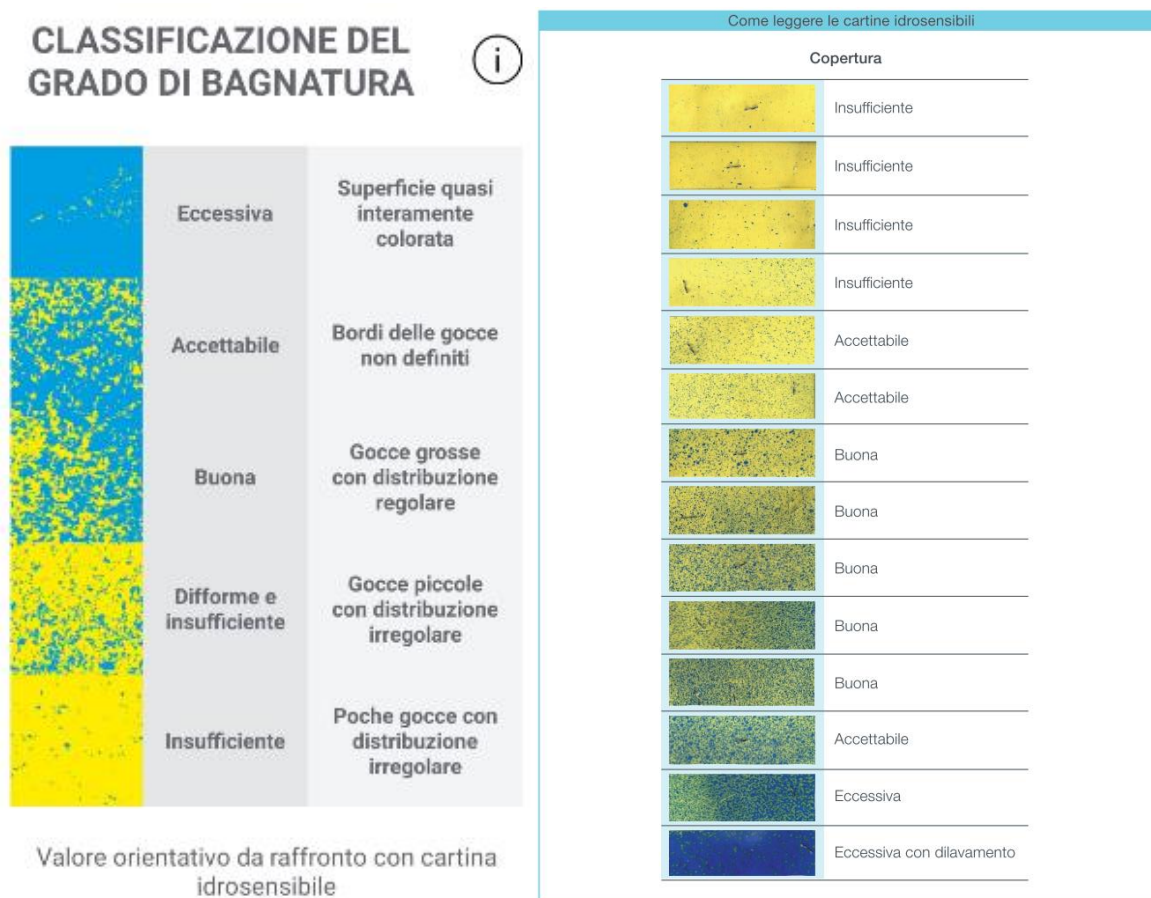 CLASSIFICAZIONE DEL
GRADO DI BAGNATURA
i
Eccessiva
Superficie quasi
interamente
colorata
Accettabile
Bordi delle gocce
non definiti
Buona
Gocce grosse
con distribuzione
regolare
Difforme e
insufficiente
Gocce piccole
con distribuzione
irregolare
Insufficiente
Poche gocce con
distribuzione
irregolare
Valore orientativo da raffronto con cartina
idrosensibile
Come leggere le cartine idrosensibili
Copertura
Insufficiente
Insufficiente
Insufficiente
Insufficiente
Accettabile
Accettabile
Buona
Buona
Buona
Buona
Buona
Accettabile
Eccessiva
Eccessiva con dilavamento